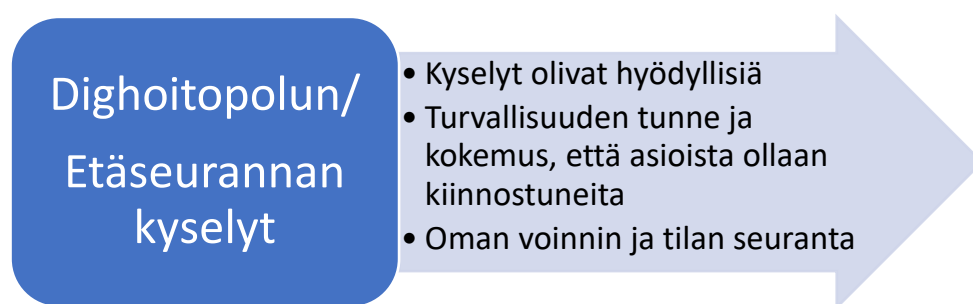 Dighoitopolun/
Etäseurannan
kyselyt
• Kyselyt olivat hyödyllisiä
• Turvallisuuden tunne ja
kokemus, että asioista ollaan
kiinnostuneita
• Oman voinnin ja tilan seuranta